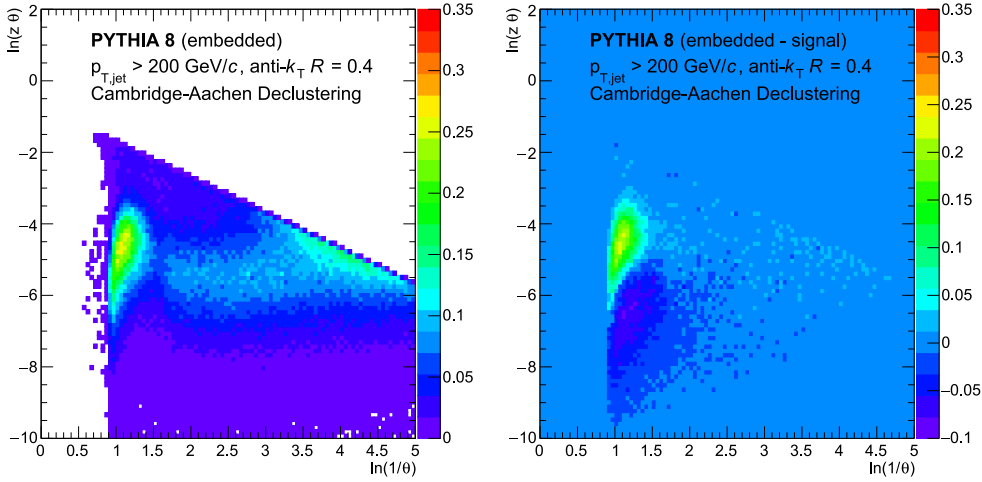 ln(z θ)
2
0
−2
−4
−6
−8
−10
PYTHIA 8 (embedded)
p_T,jet > 200 GeV/c, anti-k_T R = 0.4
Cambridge-Aachen Declustering
0.35
0.3
0.25
0.2
0.15
0.1
0.05
0
0 0.5 1 1.5 2 2.5 3 3.5 4 4.5 5
ln(1/θ)
ln(z θ)
2
0
−2
−4
−6
−8
−10
PYTHIA 8 (embedded - signal)
p_T,jet > 200 GeV/c, anti-k_T R = 0.4
Cambridge-Aachen Declustering
0.35
0.3
0.25
0.2
0.15
0.1
0.05
0
−0.05
−0.1
0 0.5 1 1.5 2 2.5 3 3.5 4 4.5 5
ln(1/θ)